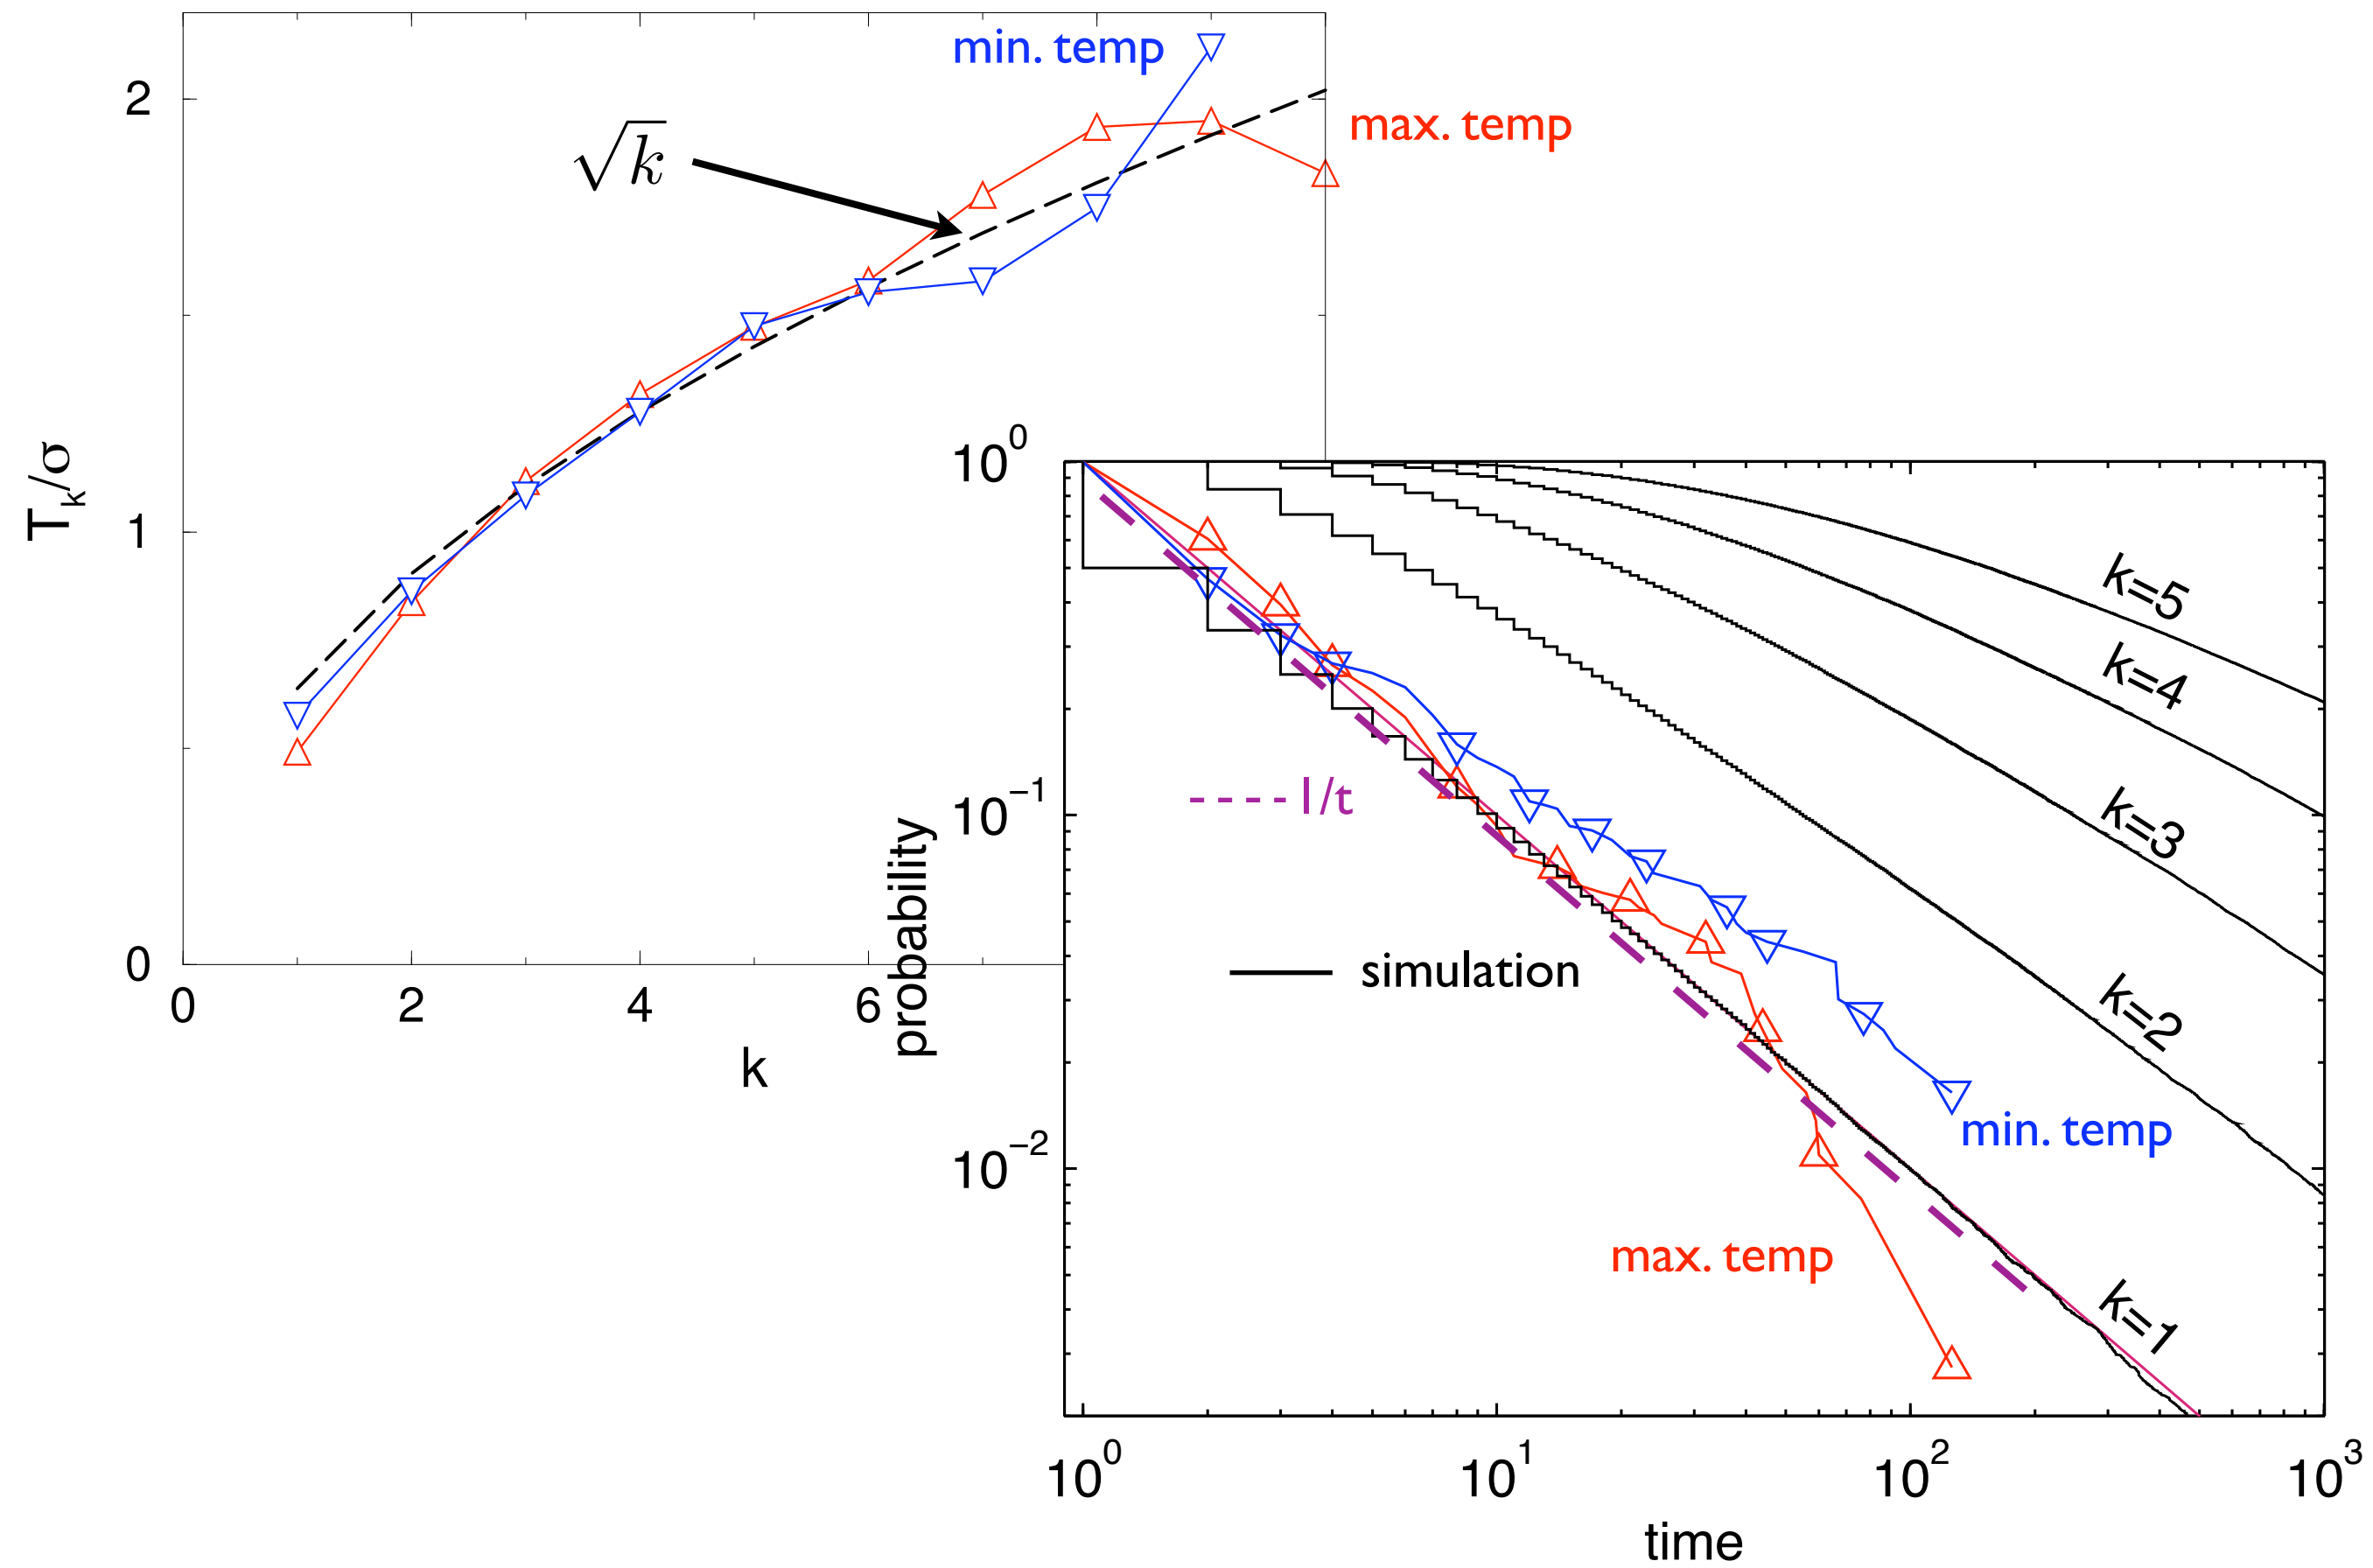 min. temp
2
max. temp
√k
T_k/σ
1
0
0
2
4
6
k
10^0
k=5
k=4
10^−1
1/t
k=3
probability
simulation
k=2
10^−2
min. temp
max. temp
k=1
10^0
10^1
10^2
10^3
time